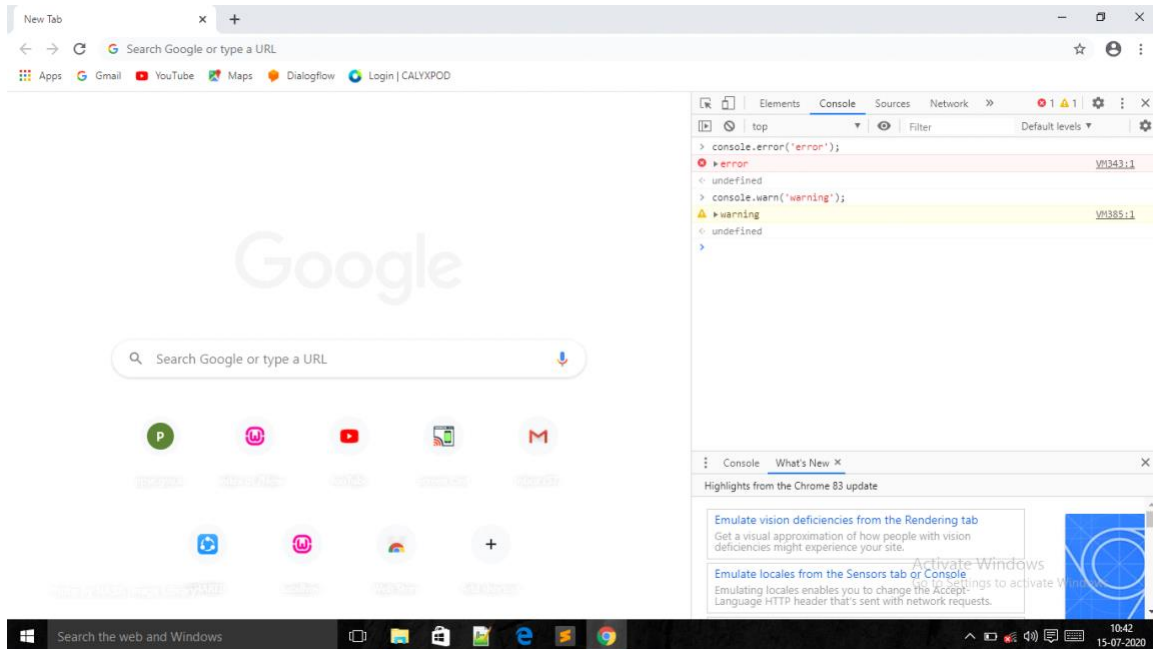 New Tab
Search Google or type a URL
Apps Gmail YouTube Maps Dialogflow Login | CALYXPOD
Elements Console Sources Network » 1 1
top Filter Default levels ▼
> console.error('error');
error VM343:1
undefined
> console.warn('warning');
warning VM385:1
undefined
>
Google
Search Google or type a URL
P
Console What's New
Highlights from the Chrome 83 update
Emulate vision deficiencies from the Rendering tab
Get a visual approximation of how people with vision
deficiencies might experience your site.
Emulate locales from the Sensors tab or Console
Emulating locales enables you to change the Accept-
Language HTTP header that's sent with network requests.
Activate Windows
Go to Settings to activate Windows.
Search the web and Windows
10:42
15-07-2020